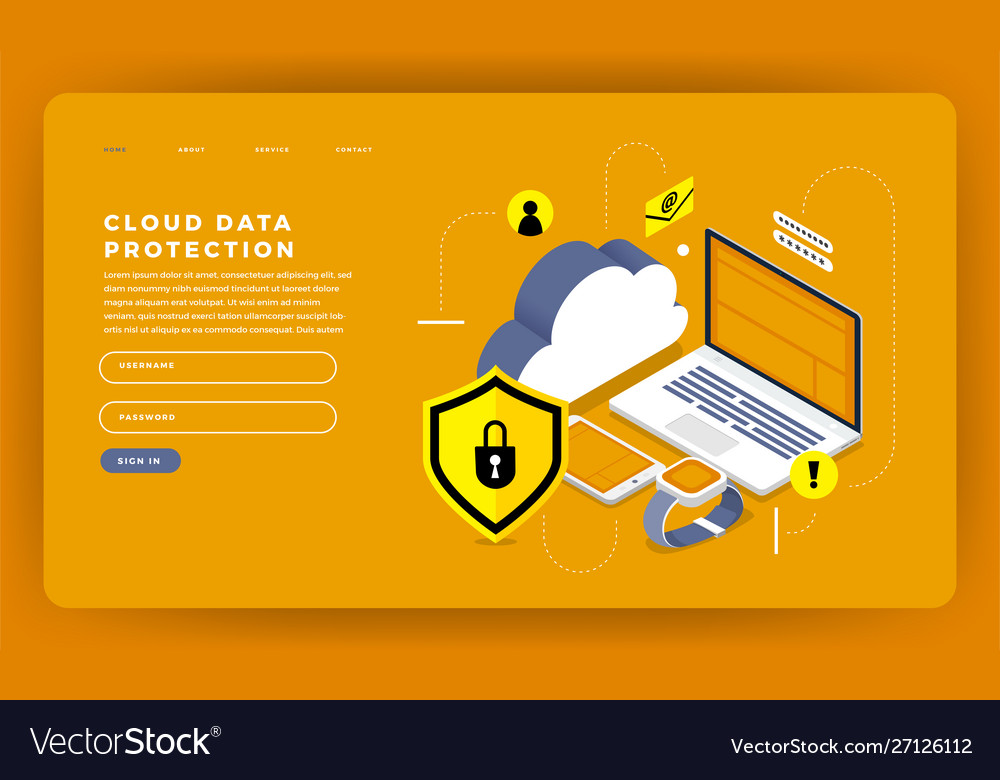 HOME ABOUT SERVICE CONTACT
CLOUD DATA
PROTECTION
Lorem ipsum dolor sit amet, consectetuer adipiscing elit, sed
diam nonummy nibh euismod tincidunt ut laoreet dolore
magna aliquam erat volutpat. Ut wisi enim ad minim
veniam, quis nostrud exerci tation ullamcorper suscipit lob-
ortis nisl ut aliquip ex ea commodo consequat. Duis autem
USERNAME
PASSWORD
SIGN IN
@
******
!
VectorStock®
VectorStock.com/27126112